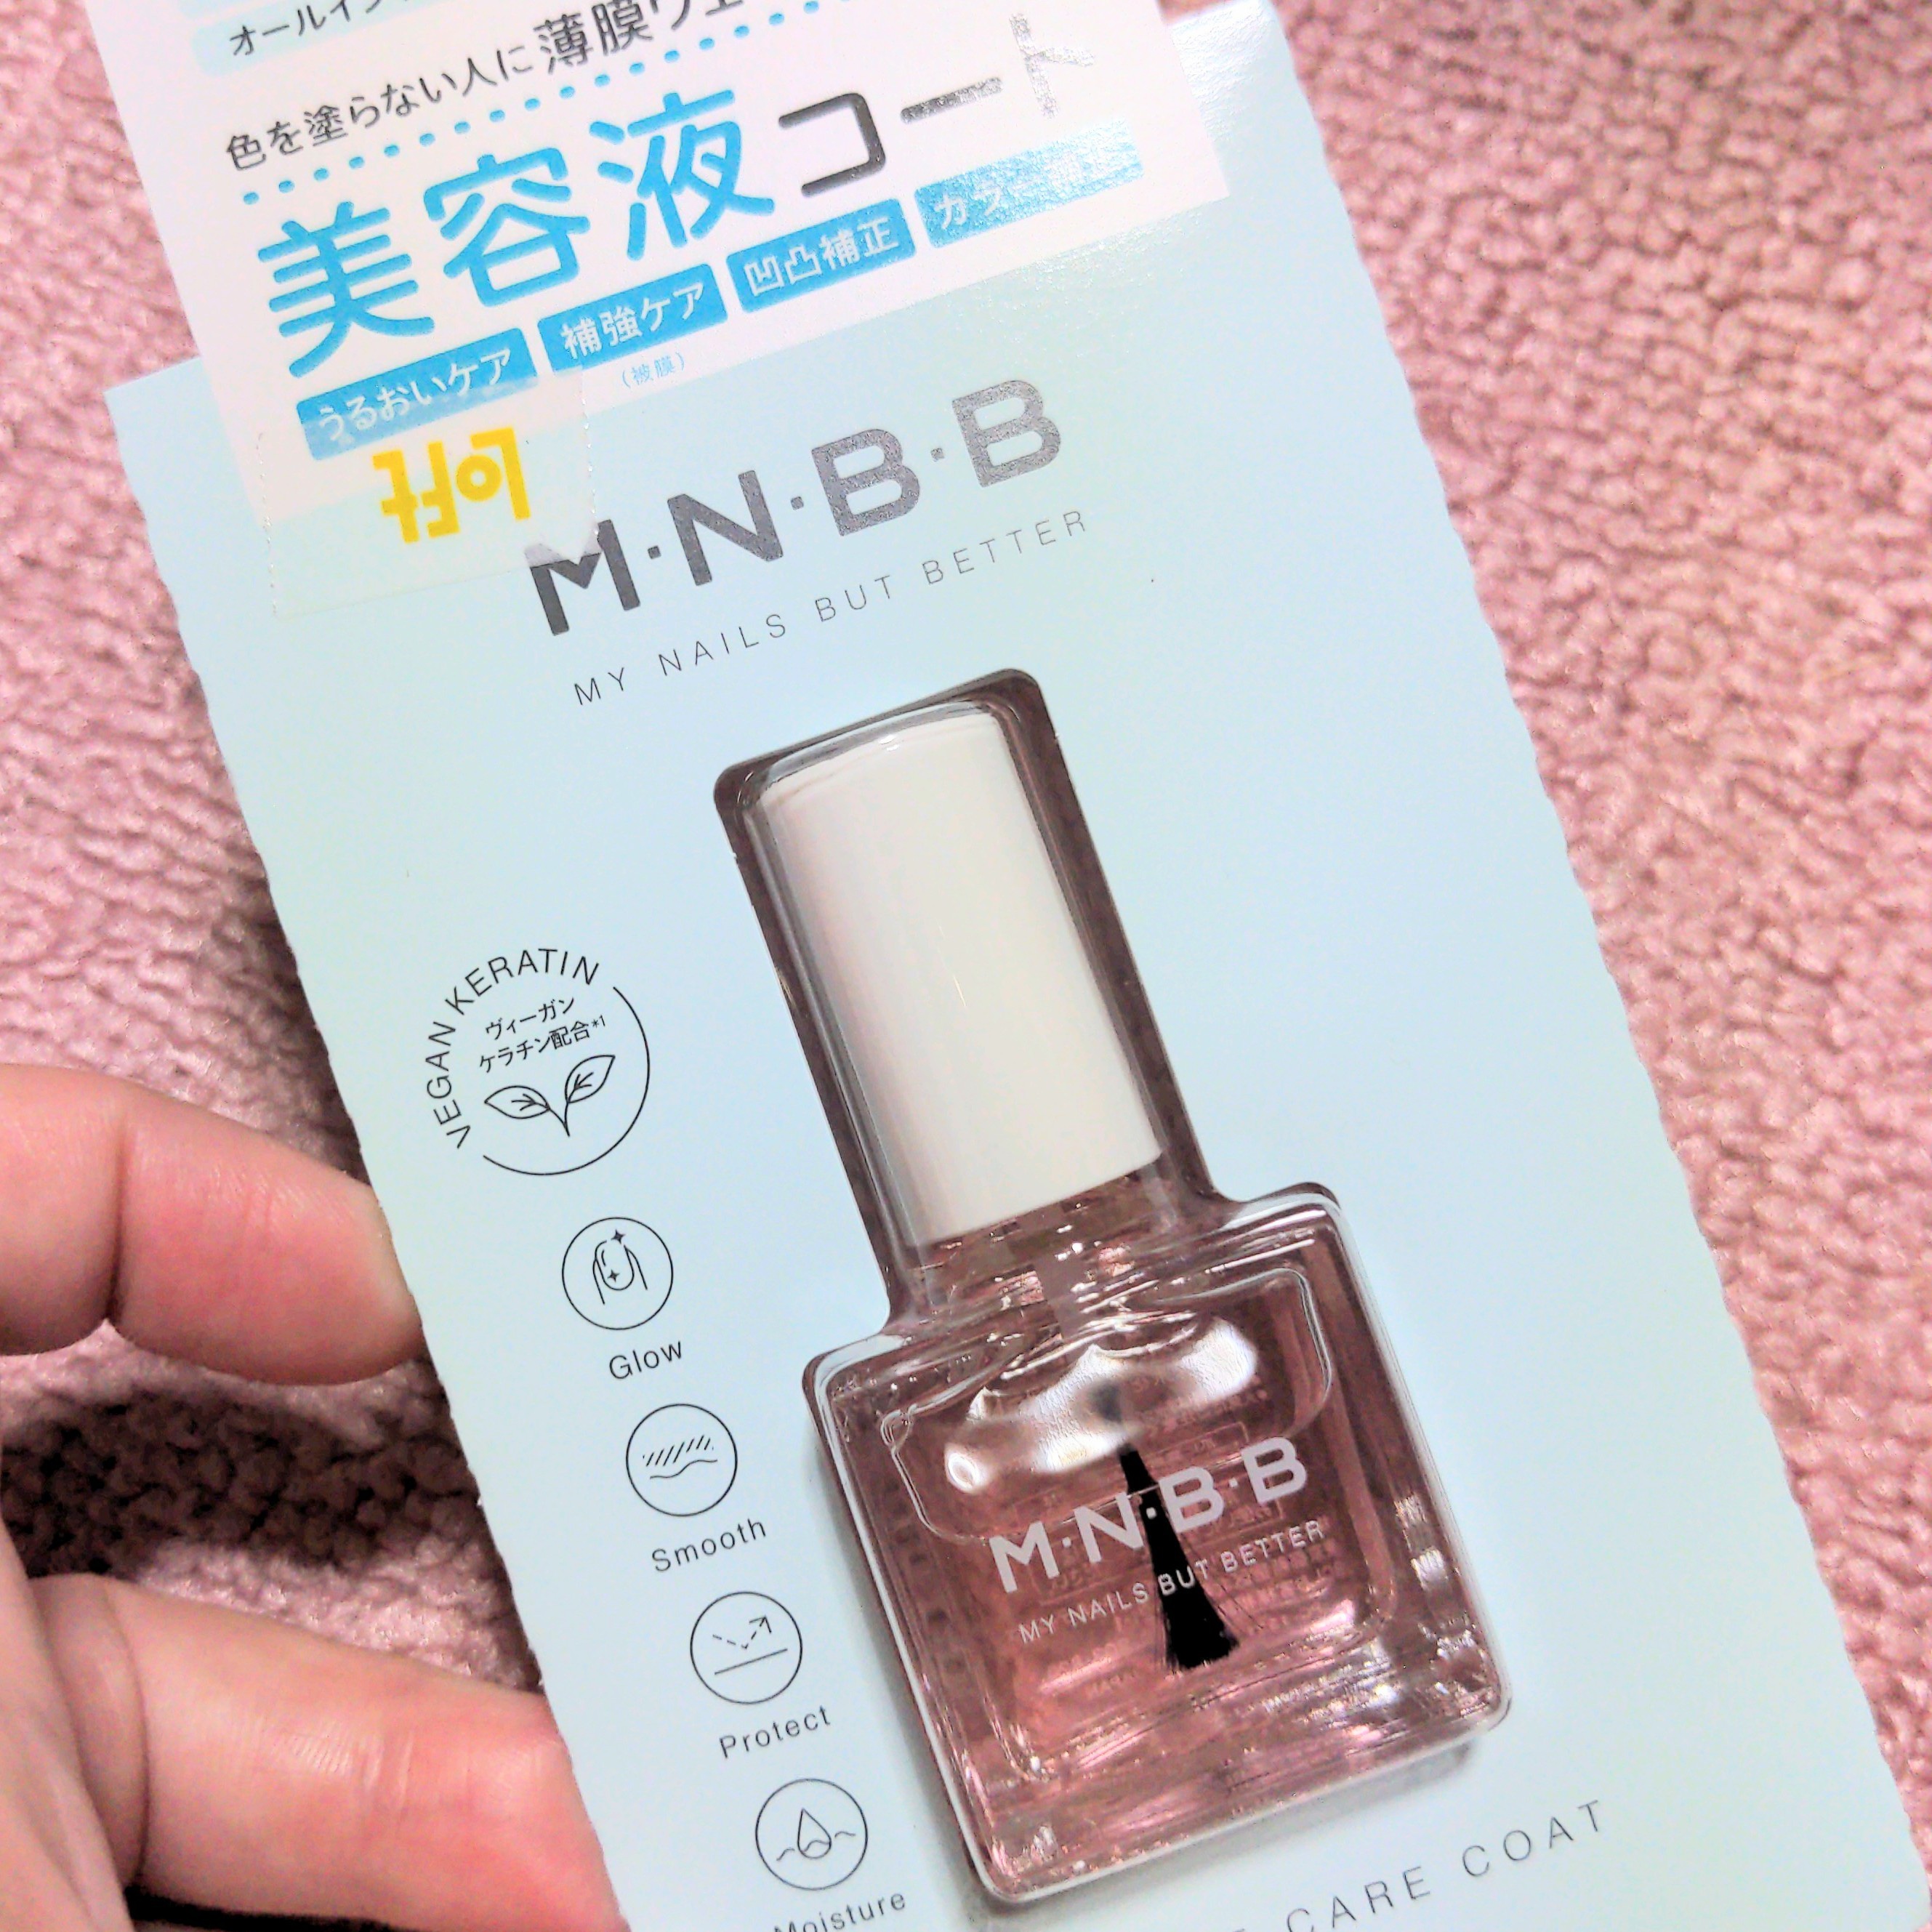 オールイン
色を塗らない人に薄膜ヴェ
美容液コート
うるおいケア 補強ケア 凹凸補正 カラー
(被膜)
loft
M・N・B・B
MY NAILS BUT BETTER
VEGAN KERATIN
ヴィーガン
ケラチン配合*1
Glow
Smooth
Protect
Moisture
M・N・B・B
MY NAILS BUT BETTER
CARE COAT